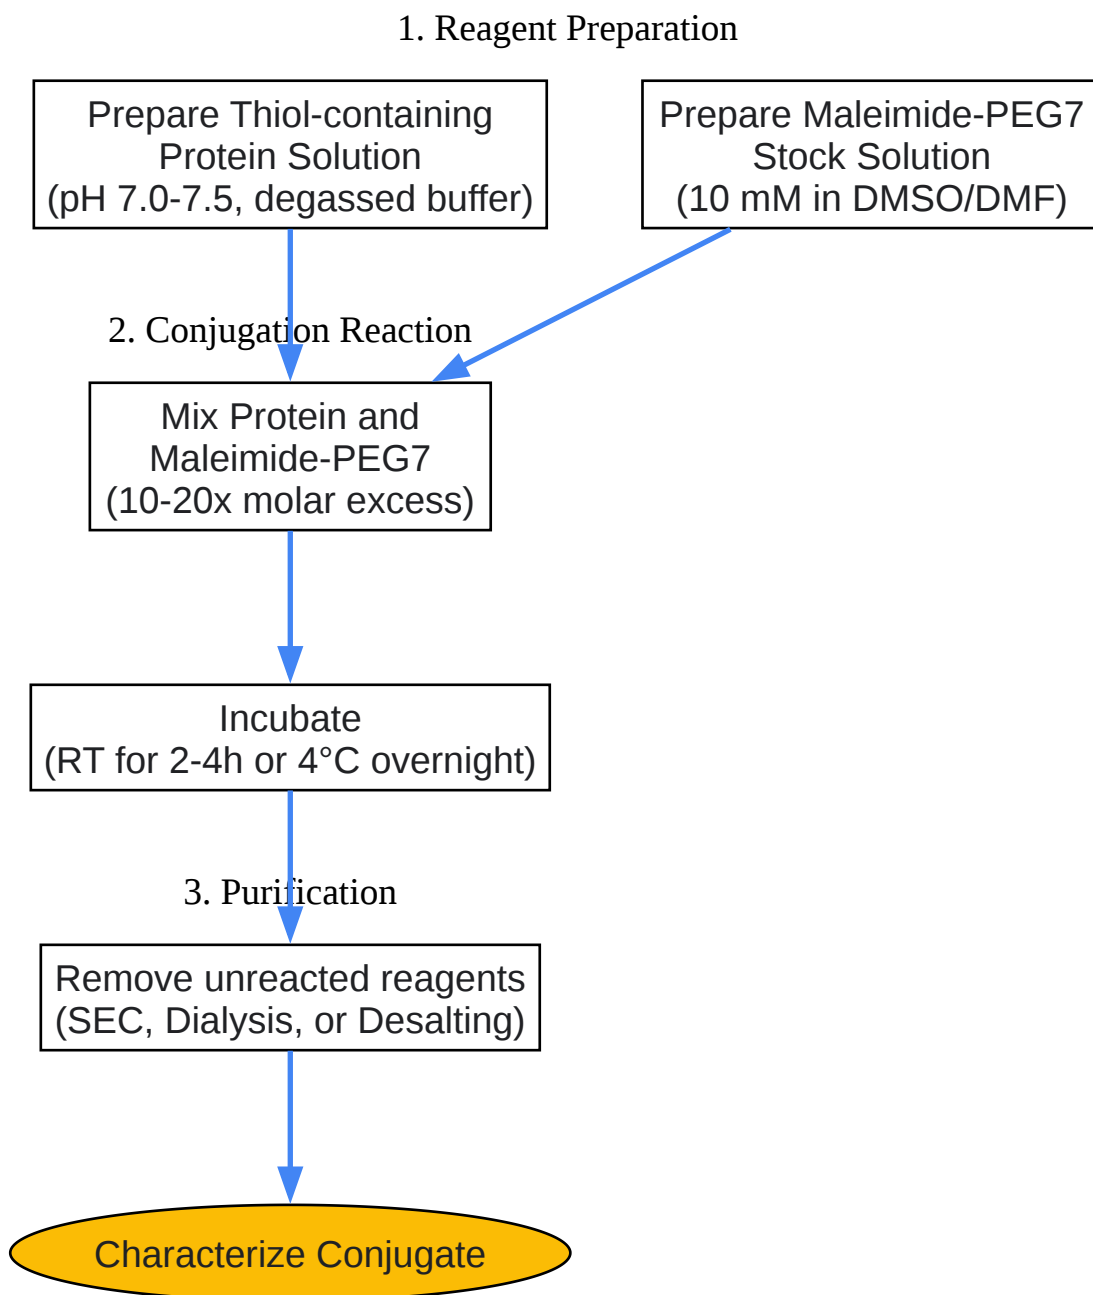 1. Reagent Preparation
Prepare Thiol-containing
Protein Solution
(pH 7.0-7.5, degassed buffer)
Prepare Maleimide-PEG7
Stock Solution
(10 mM in DMSO/DMF)
2. Conjugation Reaction
Mix Protein and
Maleimide-PEG7
(10-20x molar excess)
Incubate
(RT for 2-4h or 4°C overnight)
3. Purification
Remove unreacted reagents
(SEC, Dialysis, or Desalting)
Characterize Conjugate